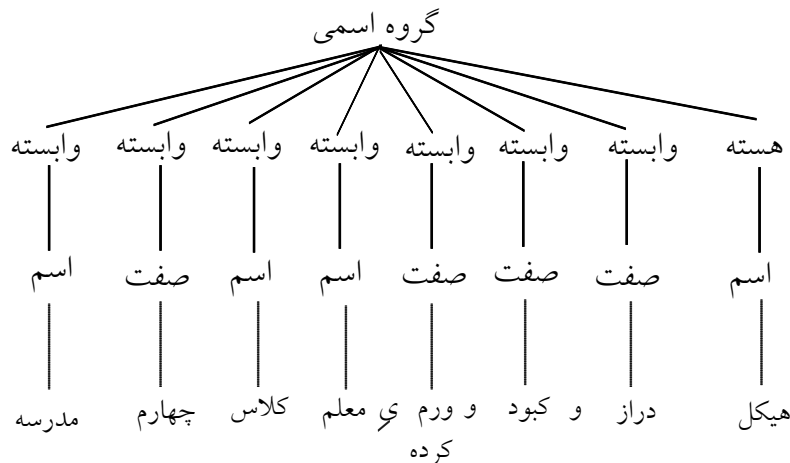 گروه اسمی
هسته وابسته وابسته وابسته وابسته وابسته وابسته وابسته
اسم صفت صفت صفت اسم اسم صفت اسم
هیکل دراز و کبود و ورم کرده یِ معلم کلاس چهارم مدرسه